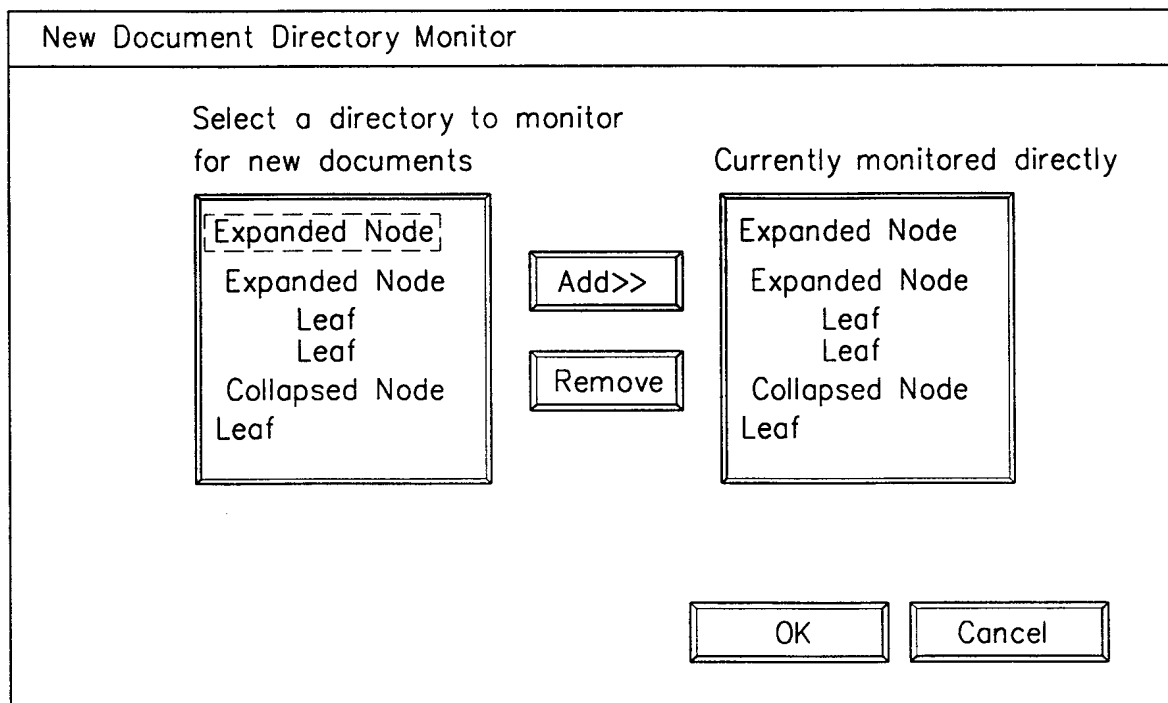 New Document Directory Monitor
Select a directory to monitor
for new documents
Expanded Node
Expanded Node
Leaf
Leaf
Collapsed Node
Leaf
Add>>
Remove
Currently monitored directly
Expanded Node
Expanded Node
Leaf
Leaf
Collapsed Node
Leaf
OK
Cancel